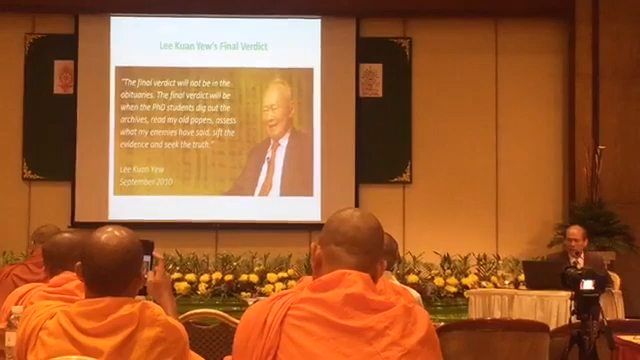 Lee Kuan Yew's Final Verdict
"The final verdict will not be in the
obituaries. The final verdict will be
when the PhD students dig out the
archives, read my old papers, assess
what my enemies have said, sift the
evidence and seek the truth."
Lee Kuan Yew
September 2010